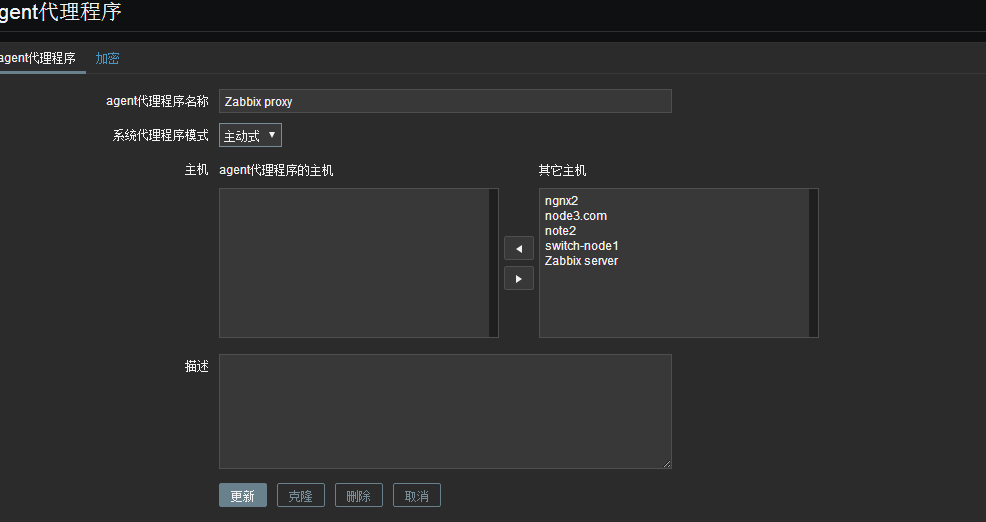 gent代理程序
agent代理程序 加密
agent代理程序名称 Zabbix proxy
系统代理程序模式 主动式
主机 agent代理程序的主机 其它主机
ngnx2
node3.com
note2
switch-node1
Zabbix server
描述
更新 克隆 删除 取消